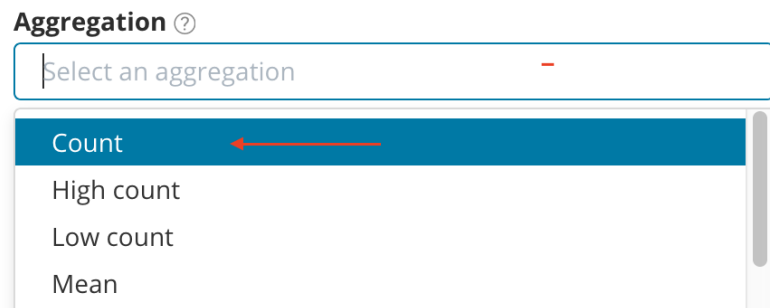 Aggregation ?
Select an aggregation
Count
High count
Low count
Mean